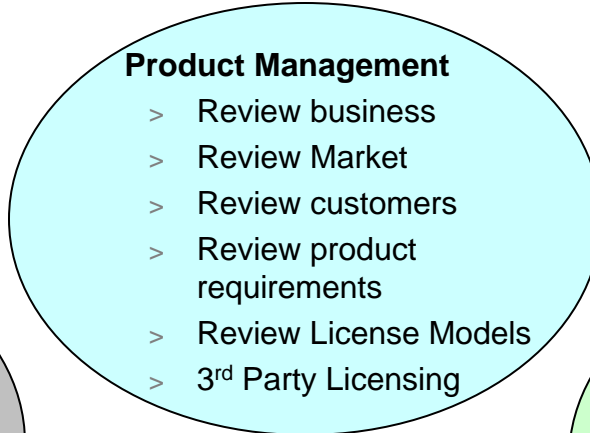 Product Management
> Review business
> Review Market
> Review customers
> Review product
requirements
> Review License Models
> 3rd Party Licensing